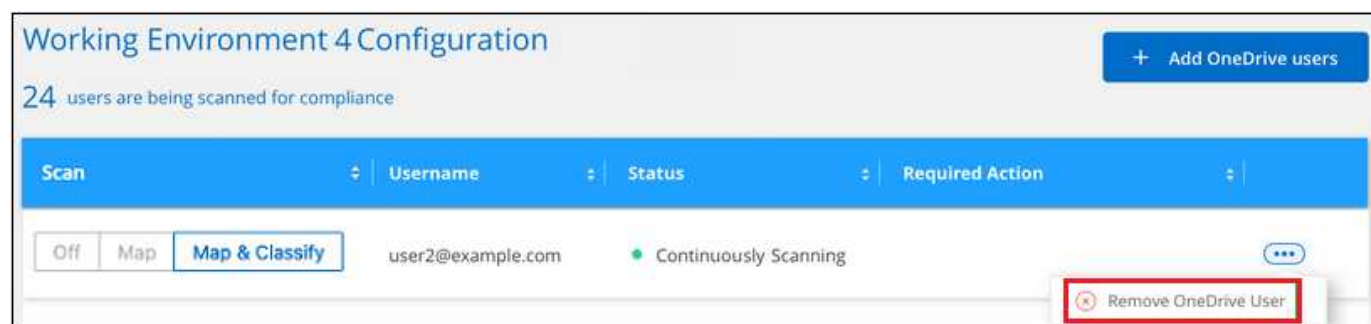 Working Environment 4 Configuration
+ Add OneDrive users
24 users are being scanned for compliance
Scan Username Status Required Action
Off Map Map & Classify user2@example.com Continuously Scanning
Remove OneDrive User